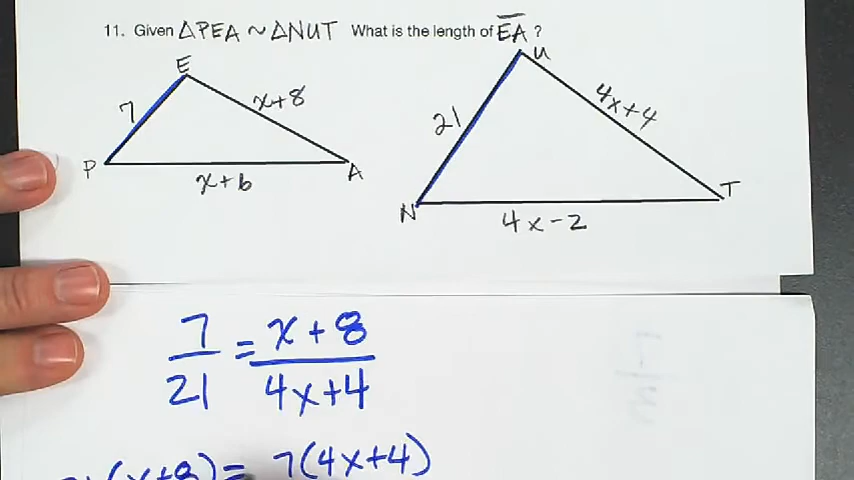 11. Given △PEA ~ △NUT What is the length of E̅A̅ ?
E
U
7
x+8
21
4x+4
P
A
x+6
N
T
4x-2
7/21 = x+8/4x+4
(x+8) = 7(4x+4)